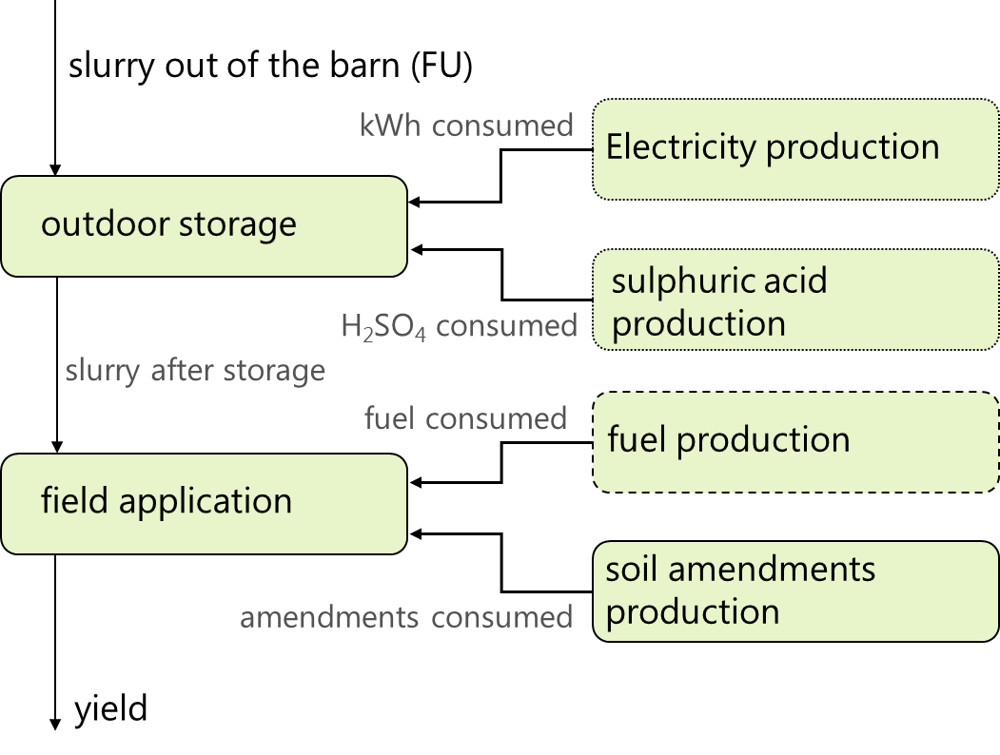 slurry out of the barn (FU)
kWh consumed
Electricity production
outdoor storage
sulphuric acid
production
H₂SO₄ consumed
slurry after storage
fuel consumed
fuel production
field application
soil amendments
production
amendments consumed
yield